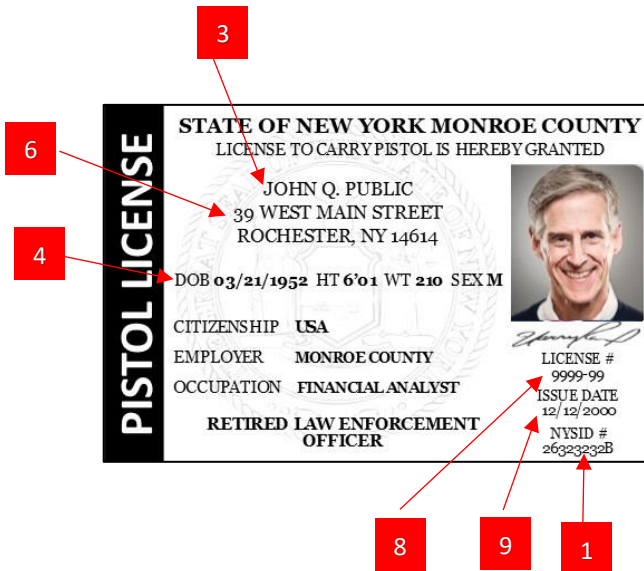 3
STATE OF NEW YORK MONROE COUNTY
LICENSE TO CARRY PISTOL IS HEREBY GRANTED
6
JOHN Q. PUBLIC
39 WEST MAIN STREET
ROCHESTER, NY 14614
4
DOB 03/21/1952 HT 6'01 WT 210 SEX M
CITIZENSHIP USA
EMPLOYER MONROE COUNTY
OCCUPATION FINANCIAL ANALYST
RETIRED LAW ENFORCEMENT
OFFICER
PISTOL LICENSE
LICENSE #
9999-99
ISSUE DATE
12/12/2000
NYSID #
26323232B
8
9
1